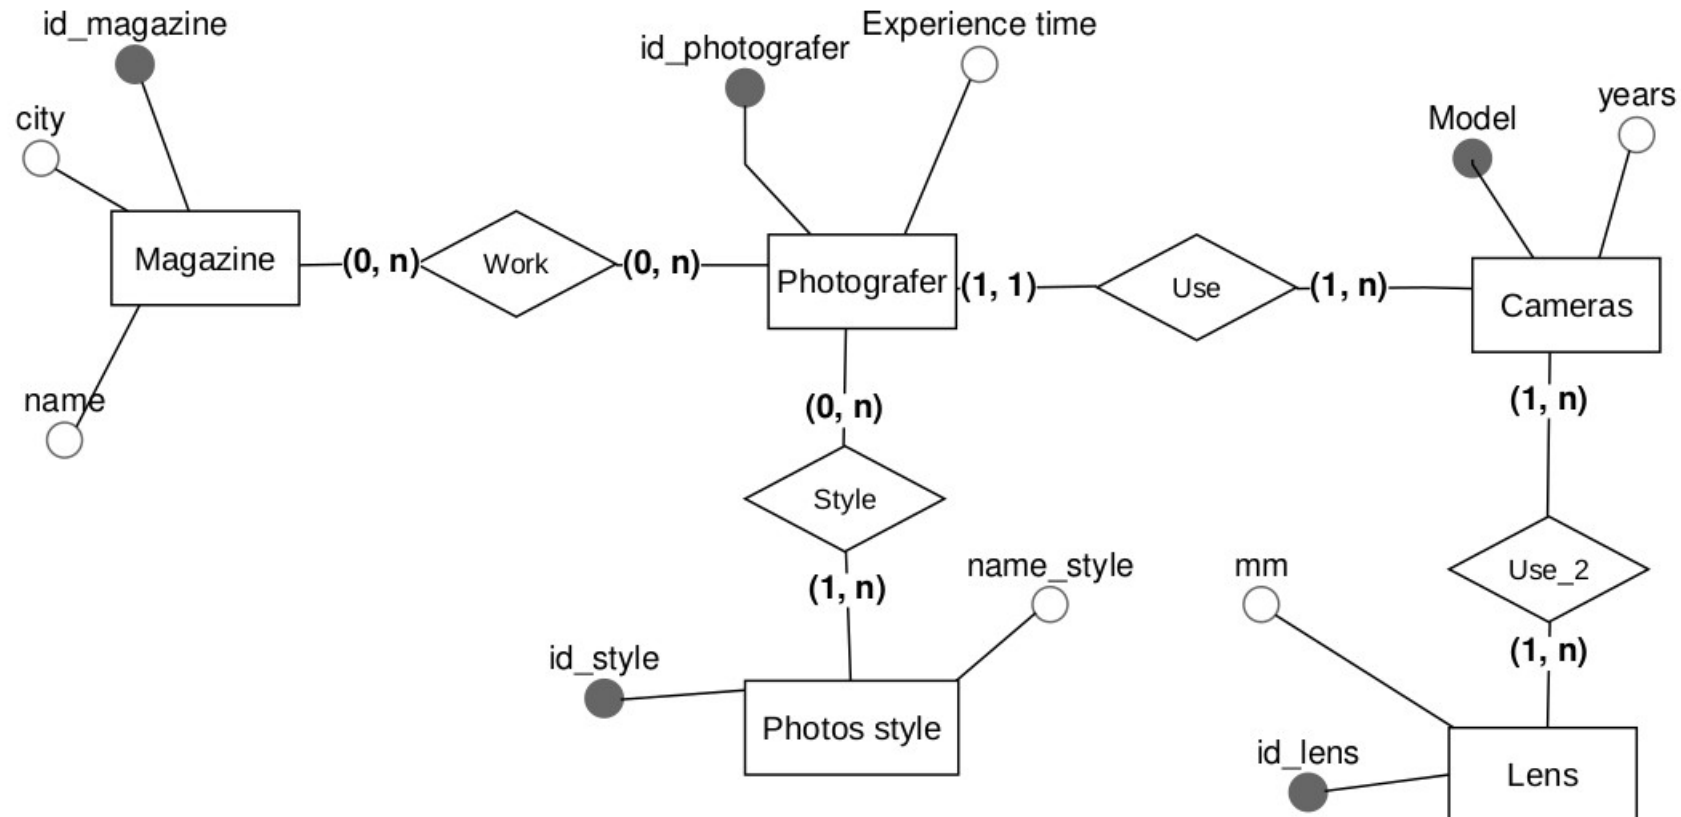 id_magazine
Experience time
id_photografer
years
city
Model
Magazine
(0, n)
Work
(0, n)
Photografer
(1, 1)
Use
(1, n)
Cameras
name
(0, n)
(1, n)
Style
name_style
mm
Use_2
(1, n)
(1, n)
id_style
Photos style
id_lens
Lens